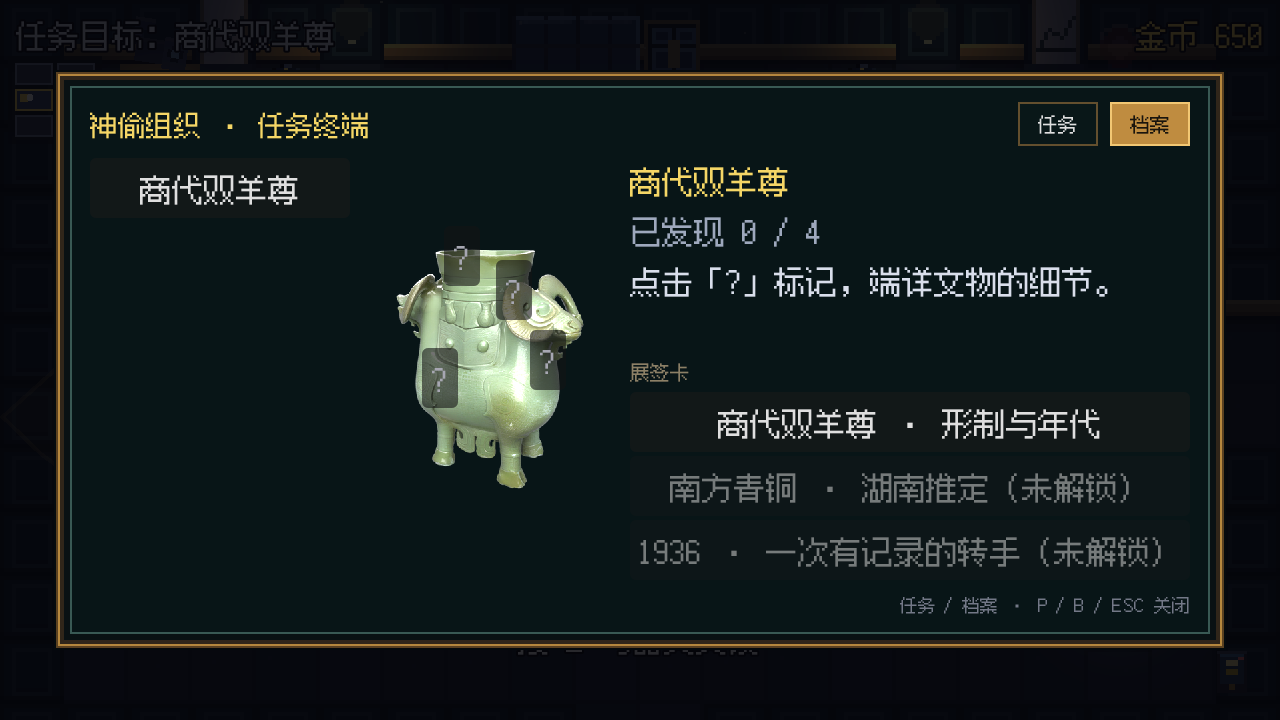 任务目标：商代双羊尊
金币 650
神偷组织 · 任务终端
任务
档案
商代双羊尊
商代双羊尊
已发现 0 / 4
点击「?」标记，端详文物的细节。
?
?
?
?
展签卡
商代双羊尊 · 形制与年代
南方青铜 · 湖南推定（未解锁）
1936 · 一次有记录的转手（未解锁）
任务 / 档案 · P / B / ESC 关闭